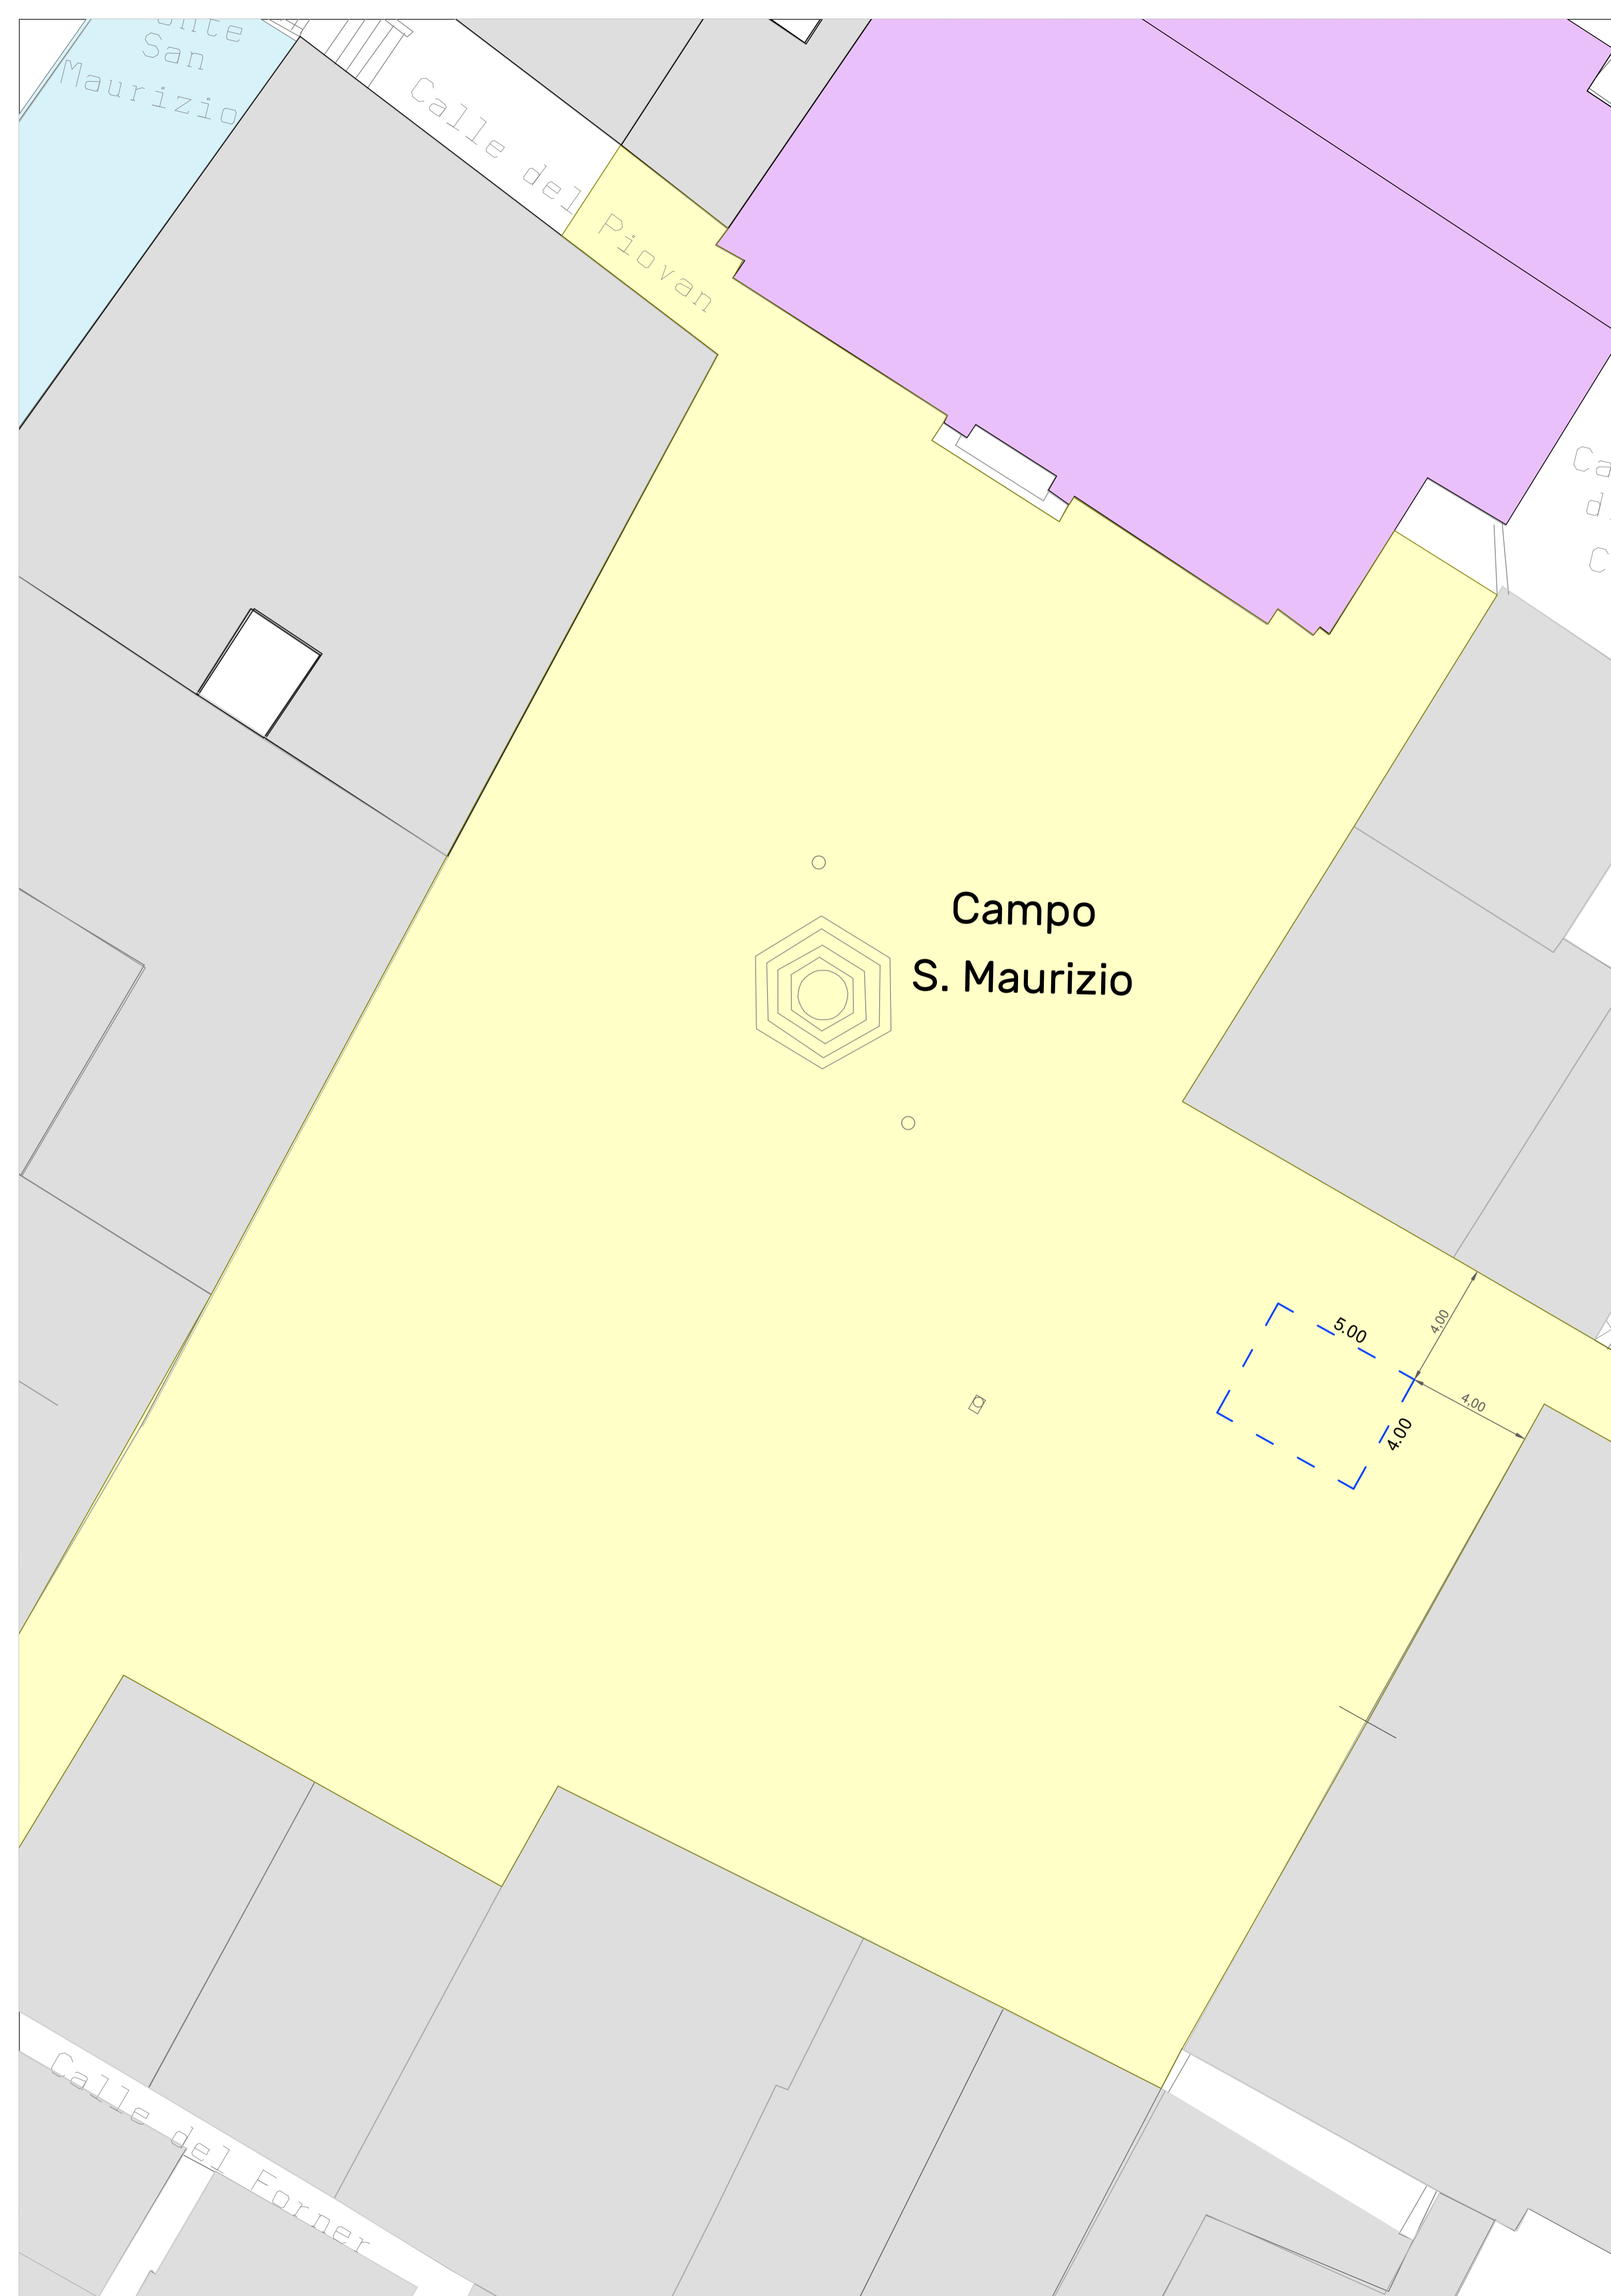 San
Maurizio
Calle del Piovan
Campo
S. Maurizio
4.00
5.00
4.00
4.00
Calle del Forner